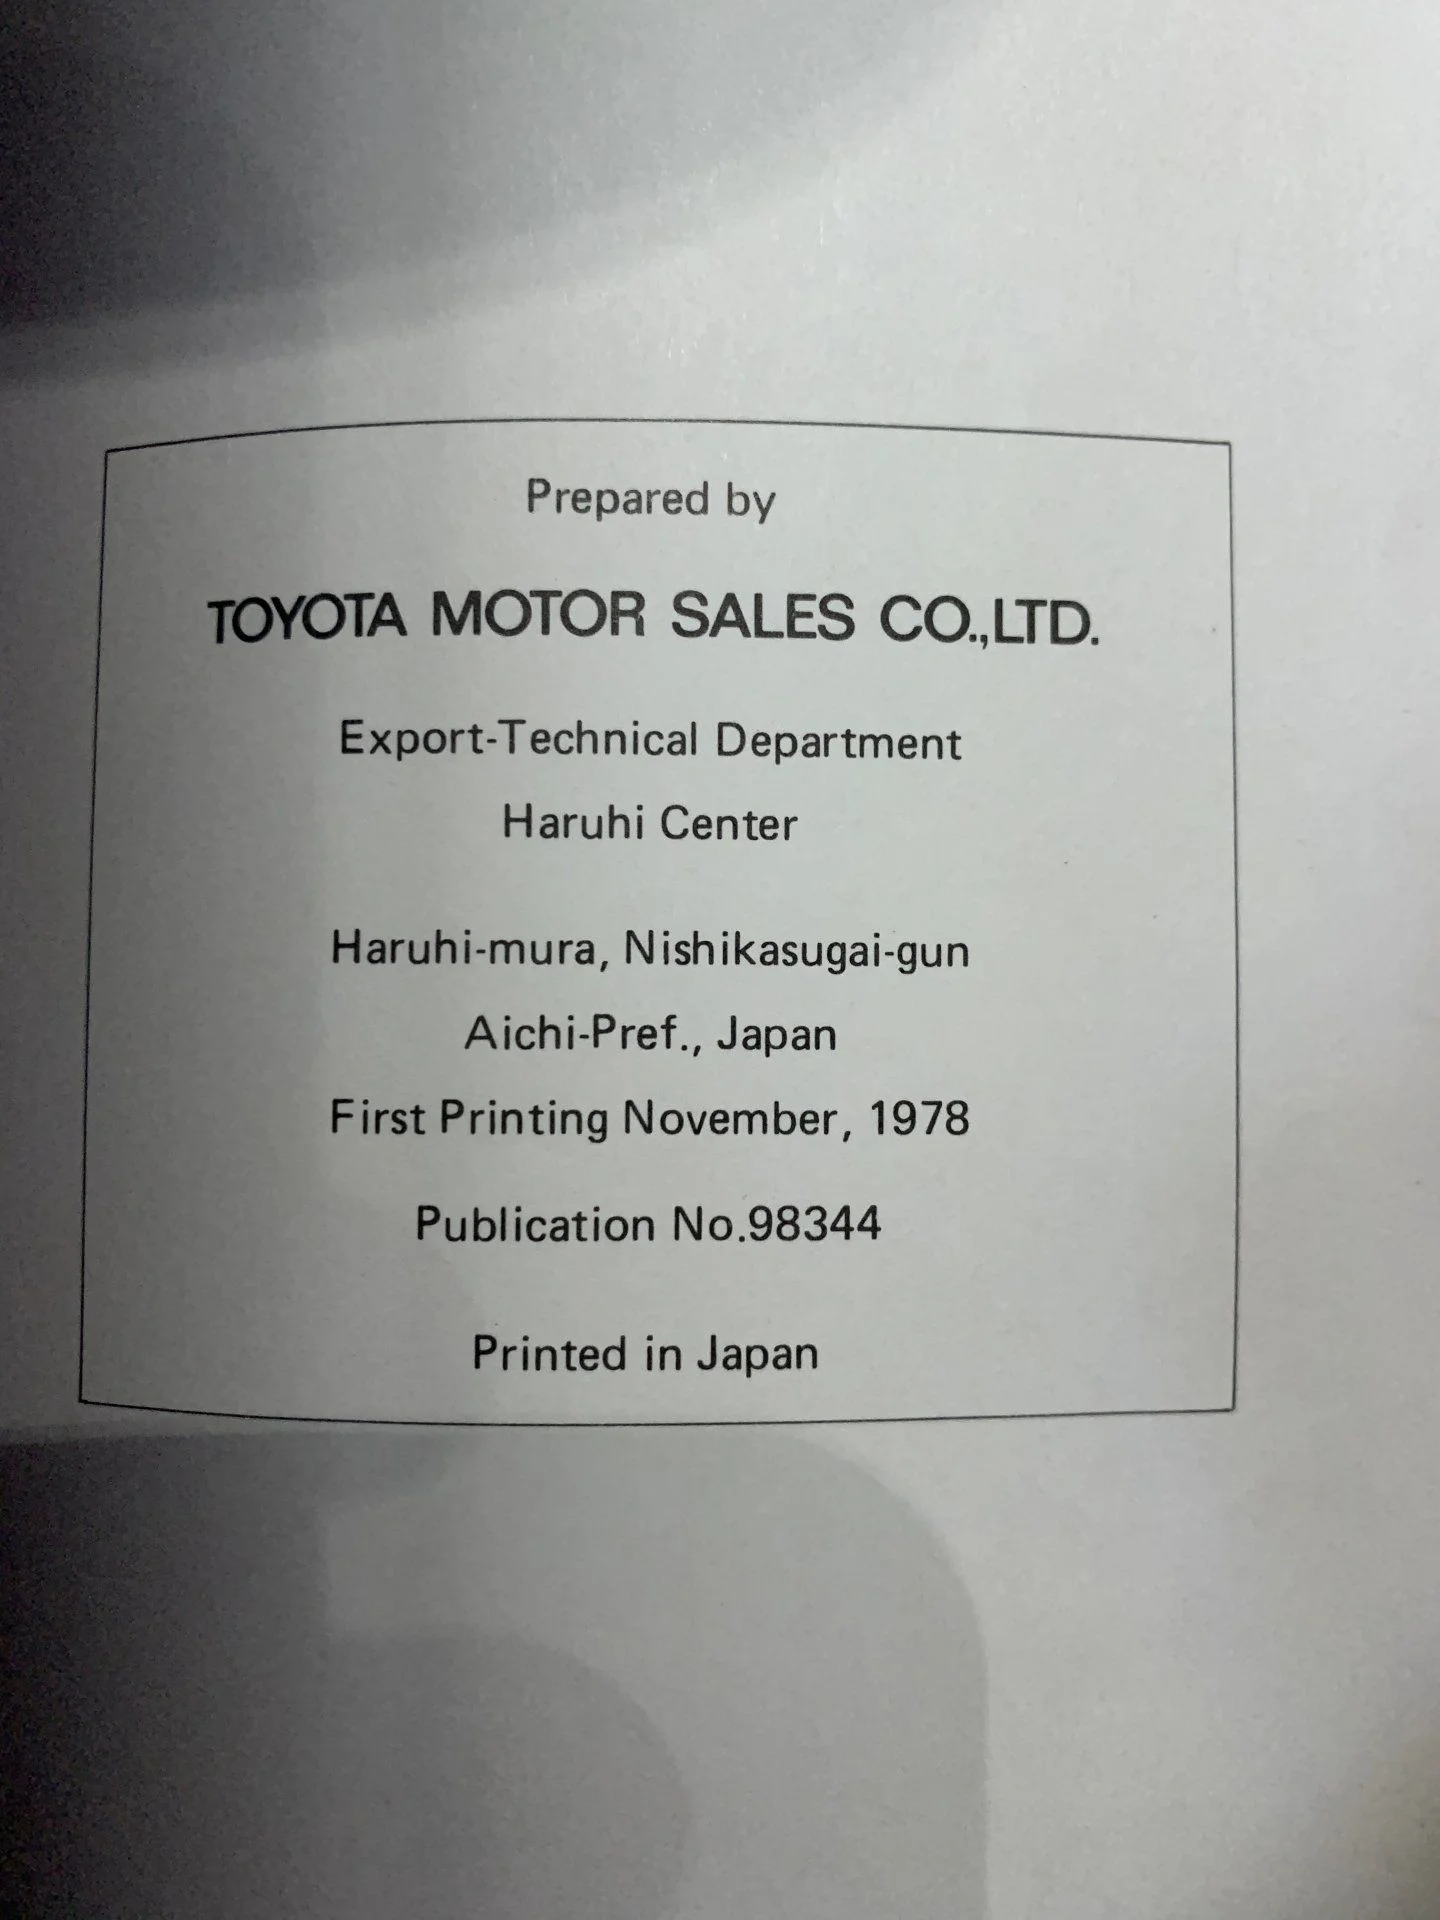 Prepared by
TOYOTA MOTOR SALES CO.,LTD.
Export-Technical Department
Haruhi Center
Haruhi-mura, Nishikasugai-gun
Aichi-Pref., Japan
First Printing November, 1978
Publication No.98344
Printed in Japan